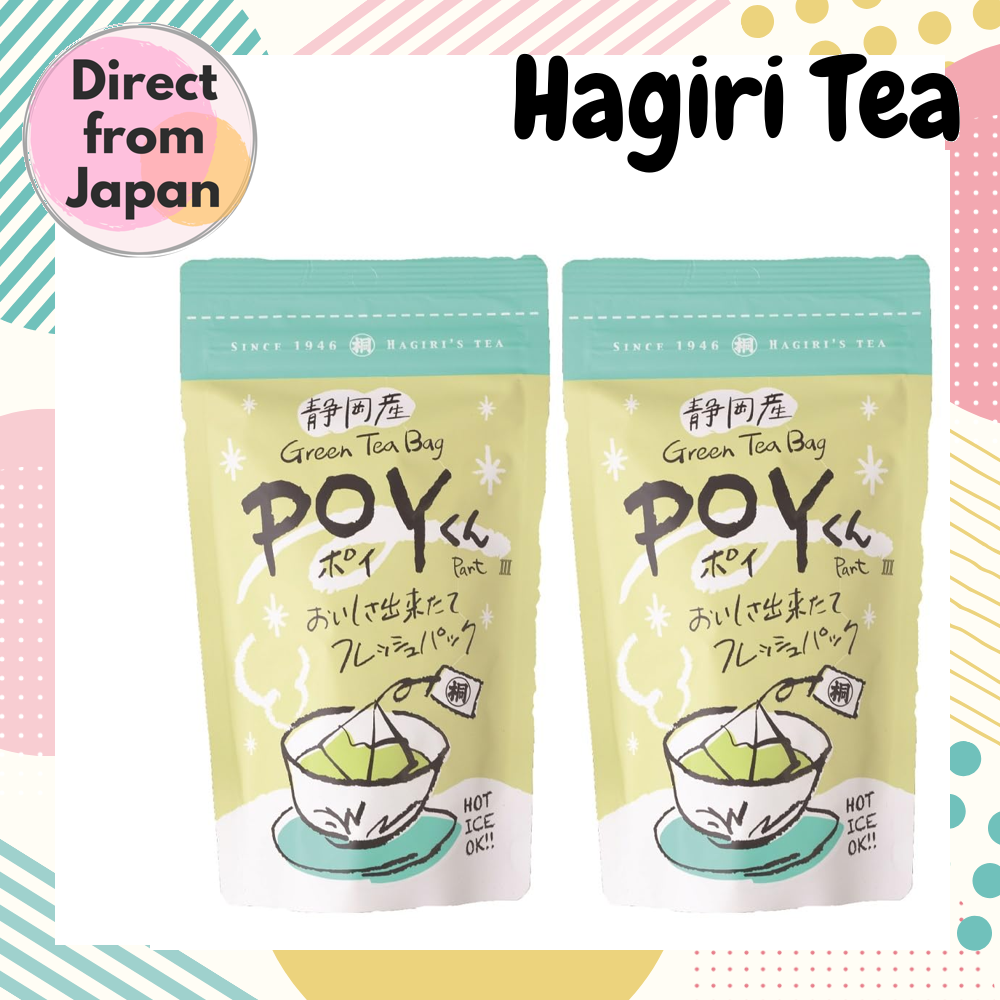 Direct
from
Japan
Hagiri Tea
SINCE 1946 桐 HAGIRI'S TEA
静岡産
Green Tea Bag
POYくん
ポイ
Part III
おいしさ出来たて
フレッシュパック
桐
HOT
ICE
OK!!
SINCE 1946 桐 HAGIRI'S TEA
静岡産
Green Tea Bag
POYくん
ポイ
Part III
おいしさ出来たて
フレッシュパック
桐
HOT
ICE
OK!!